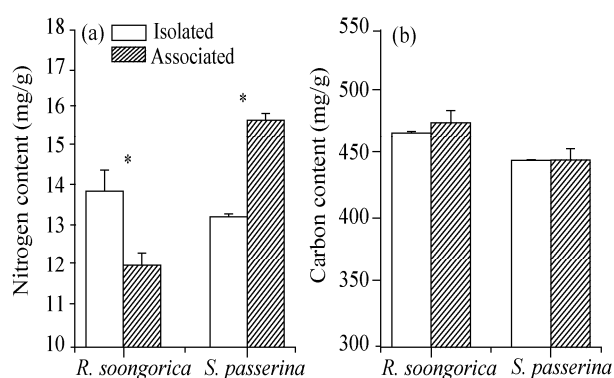 (a)
Isolated
Associated
Nitrogen content (mg/g)
18
17
16
15
14
13
12
11
10
*
*
R. soongorica
S. passerina
(b)
Carbon content (mg/g)
550
500
450
400
350
300
R. soongorica
S. passerina